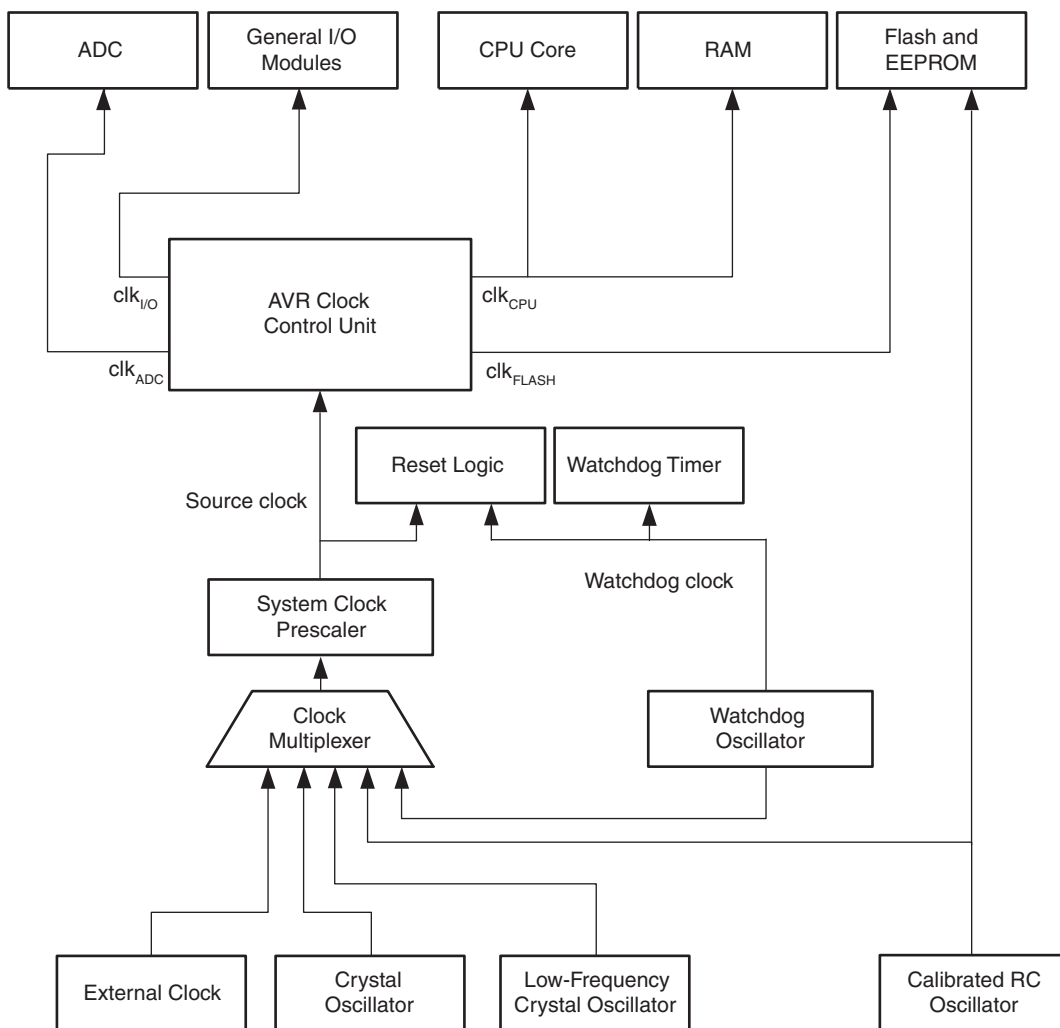 ADC
General I/O
Modules
CPU Core
RAM
Flash and
EEPROM
clkI/O
AVR Clock
Control Unit
clkCPU
clkADC
clkFLASH
Reset Logic
Watchdog Timer
Source clock
Watchdog clock
System Clock
Prescaler
Clock
Multiplexer
Watchdog
Oscillator
External Clock
Crystal
Oscillator
Low-Frequency
Crystal Oscillator
Calibrated RC
Oscillator